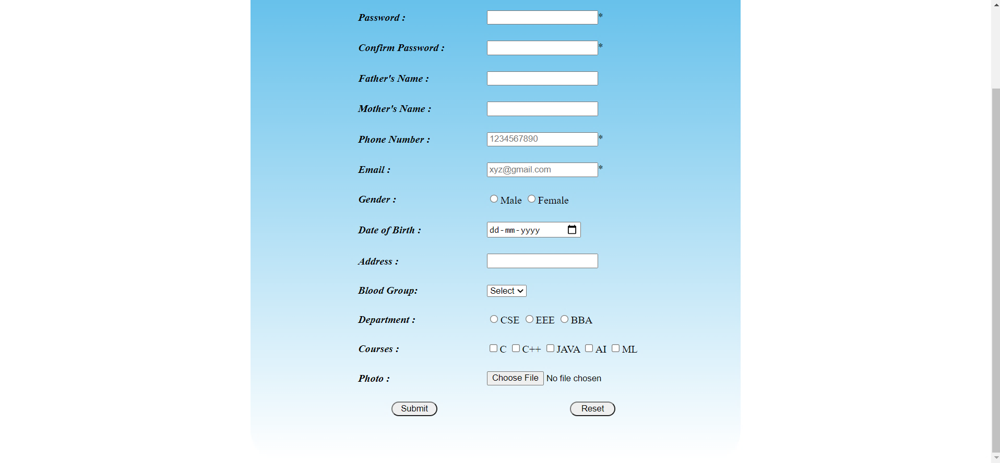 Password : *
Confirm Password : *
Father's Name :
Mother's Name :
Phone Number : 1234567890 *
Email : xyz@gmail.com *
Gender : Male Female
Date of Birth : dd-mm-yyyy
Address :
Blood Group: Select
Department : CSE EEE BBA
Courses : C C++ JAVA AI ML
Photo : Choose File No file chosen
Submit Reset